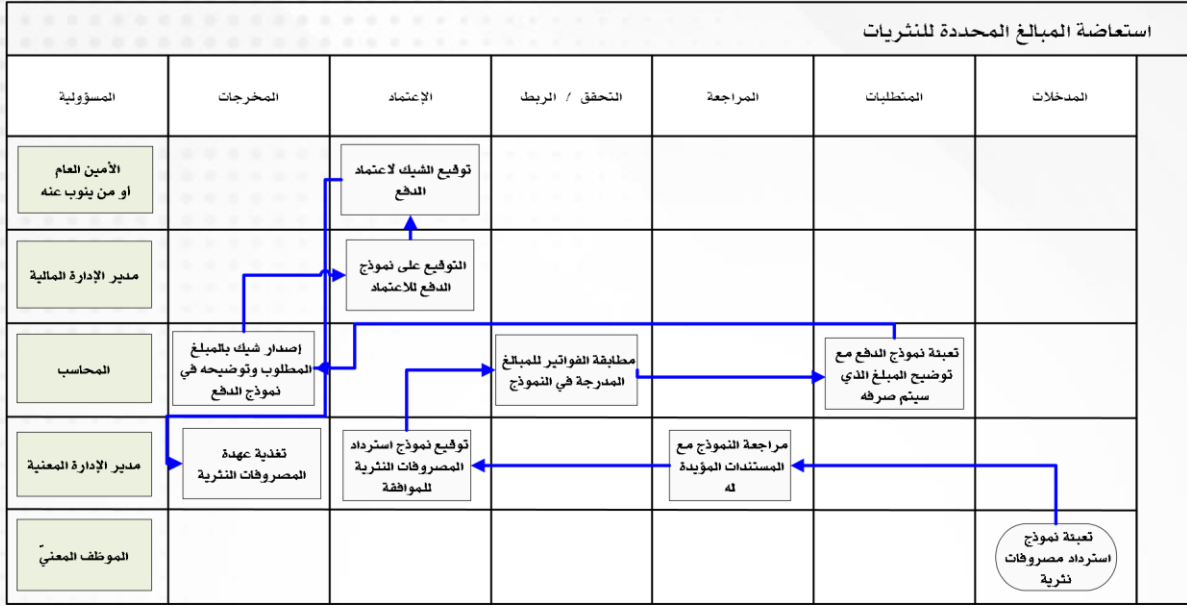 استعاضة المبالغ المحددة للنثريات
المدخلات
المتطلبات
المراجعة
التحقق / الربط
الإعتماد
المخرجات
المسؤولية
توقيع الشيك لاعتماد
الدفع
الأمين العام
او من ينوب عنه
التوقيع على نموذج
الدفع للاعتماد
مدير الإدارة المالية
تعبئة نموذج الدفع مع
توضيح المبلغ الذي
سيتم صرفه
مطابقة الفواتير للمبالغ
المدرجة في النموذج
إصدار شيك بالمبلغ
المطلوب وتوضيحه في
نموذج الدفع
المحاسب
مراجعة النموذج مع
المستندات المؤيدة
له
توقيع نموذج استرداد
المصروفات النثرية
للموافقة
تغذية عهدة
المصروفات النثرية
مدير الإدارة المعنية
تعبئة نموذج
استرداد مصروفات
نثرية
الموظف المعنيّ